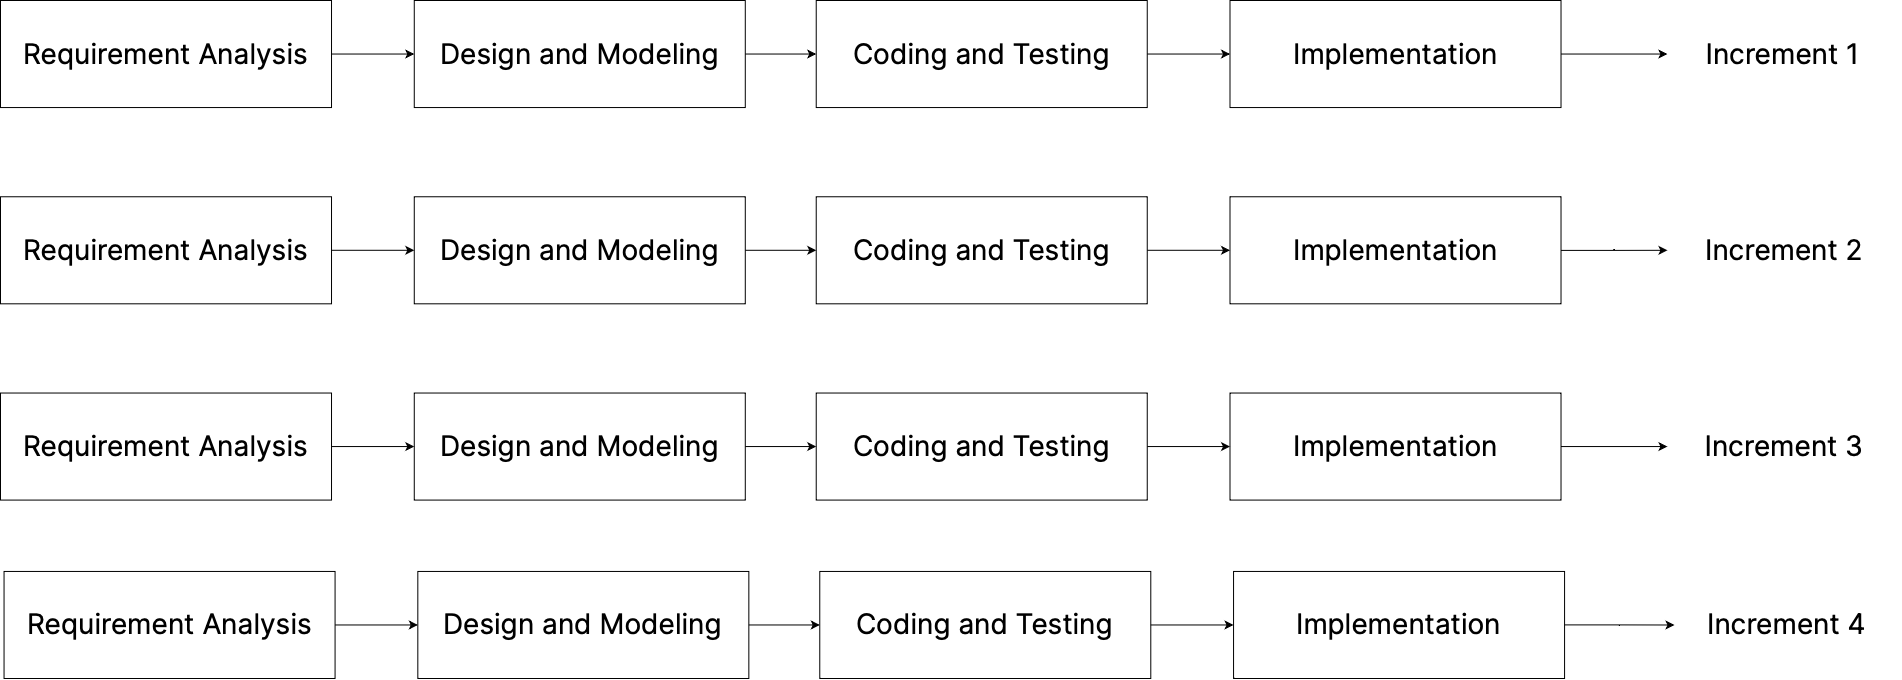 Requirement Analysis
Design and Modeling
Coding and Testing
Implementation
Increment 1
Requirement Analysis
Design and Modeling
Coding and Testing
Implementation
Increment 2
Requirement Analysis
Design and Modeling
Coding and Testing
Implementation
Increment 3
Requirement Analysis
Design and Modeling
Coding and Testing
Implementation
Increment 4